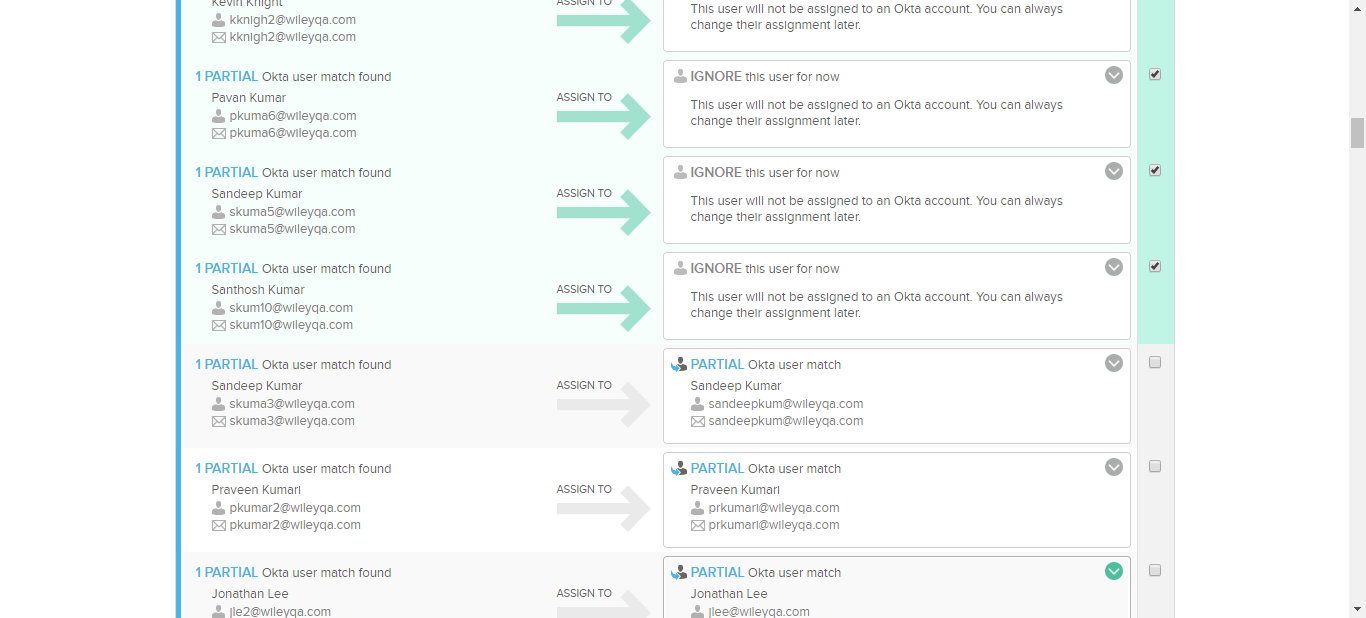 Kevin Knight
kknigh2@wileyqa.com
kknigh2@wileyqa.com
ASSIGN TO
This user will not be assigned to an Okta account. You can always
change their assignment later.
1 PARTIAL Okta user match found
Pavan Kumar
pkuma6@wileyqa.com
pkuma6@wileyqa.com
ASSIGN TO
IGNORE this user for now
This user will not be assigned to an Okta account. You can always
change their assignment later.
1 PARTIAL Okta user match found
Sandeep Kumar
skuma5@wileyqa.com
skuma5@wileyqa.com
ASSIGN TO
IGNORE this user for now
This user will not be assigned to an Okta account. You can always
change their assignment later.
1 PARTIAL Okta user match found
Santhosh Kumar
skum10@wileyqa.com
skum10@wileyqa.com
ASSIGN TO
IGNORE this user for now
This user will not be assigned to an Okta account. You can always
change their assignment later.
1 PARTIAL Okta user match found
Sandeep Kumar
skuma3@wileyqa.com
skuma3@wileyqa.com
ASSIGN TO
PARTIAL Okta user match
Sandeep Kumar
sandeepkum@wileyqa.com
sandeepkum@wileyqa.com
1 PARTIAL Okta user match found
Praveen Kumari
pkumar2@wileyqa.com
pkumar2@wileyqa.com
ASSIGN TO
PARTIAL Okta user match
Praveen Kumari
prkumari@wileyqa.com
prkumari@wileyqa.com
1 PARTIAL Okta user match found
Jonathan Lee
jle2@wileyqa.com
ASSIGN TO
PARTIAL Okta user match
Jonathan Lee
jlee@wileyqa.com